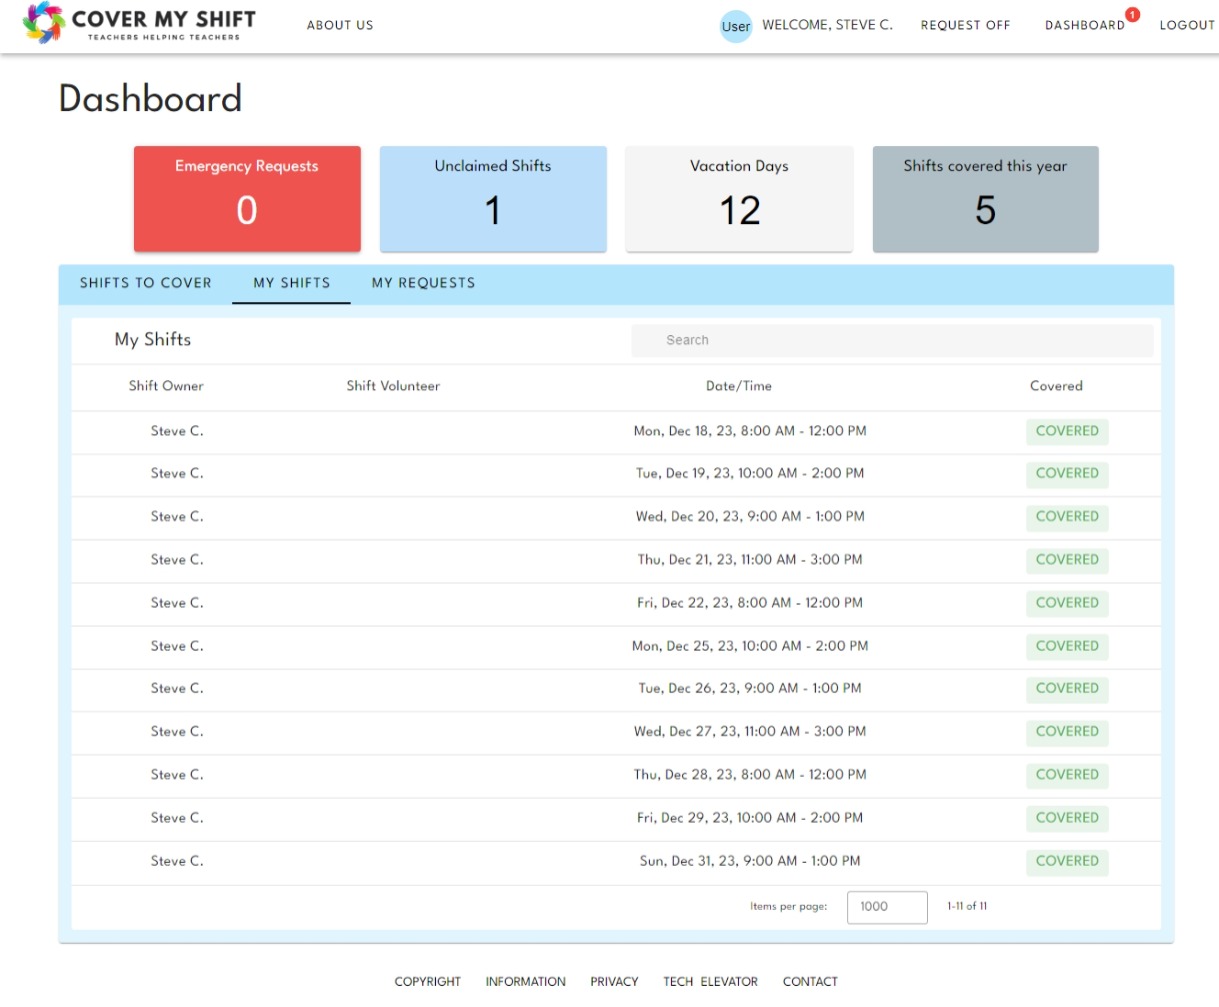 COVER MY SHIFT
TEACHERS HELPING TEACHERS
ABOUT US
User WELCOME, STEVE C. REQUEST OFF DASHBOARD 1 LOGOUT
Dashboard
Emergency Requests
0
Unclaimed Shifts
1
Vacation Days
12
Shifts covered this year
5
SHIFTS TO COVER MY SHIFTS MY REQUESTS
My Shifts Search
Shift Owner Shift Volunteer Date/Time Covered
Steve C. Mon, Dec 18, 23, 8:00 AM - 12:00 PM COVERED
Steve C. Tue, Dec 19, 23, 10:00 AM - 2:00 PM COVERED
Steve C. Wed, Dec 20, 23, 9:00 AM - 1:00 PM COVERED
Steve C. Thu, Dec 21, 23, 11:00 AM - 3:00 PM COVERED
Steve C. Fri, Dec 22, 23, 8:00 AM - 12:00 PM COVERED
Steve C. Mon, Dec 25, 23, 10:00 AM - 2:00 PM COVERED
Steve C. Tue, Dec 26, 23, 9:00 AM - 1:00 PM COVERED
Steve C. Wed, Dec 27, 23, 11:00 AM - 3:00 PM COVERED
Steve C. Thu, Dec 28, 23, 8:00 AM - 12:00 PM COVERED
Steve C. Fri, Dec 29, 23, 10:00 AM - 2:00 PM COVERED
Steve C. Sun, Dec 31, 23, 9:00 AM - 1:00 PM COVERED
Items per page: 1000 1-11 of 11
COPYRIGHT INFORMATION PRIVACY TECH ELEVATOR CONTACT